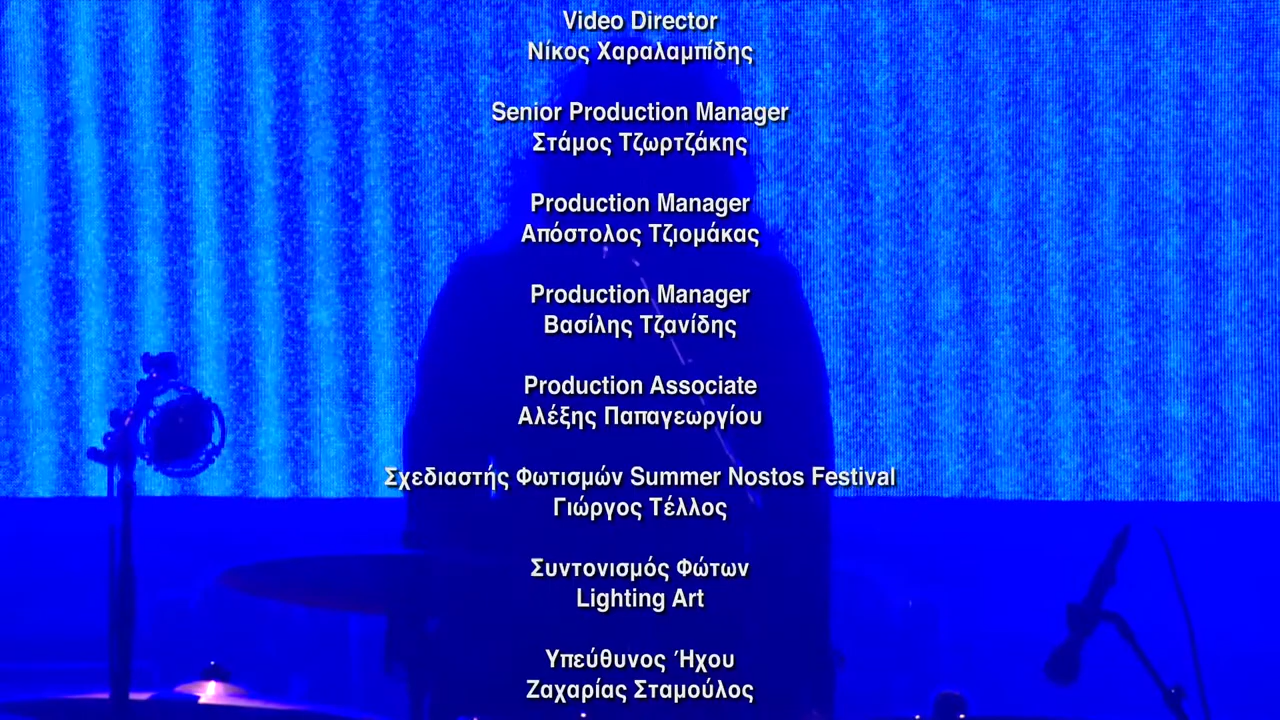 Video Director
Νίκος Χαραλαμπίδης
Senior Production Manager
Στάμος Τζωρτζάκης
Production Manager
Απόστολος Τζιομάκας
Production Manager
Βασίλης Τζανίδης
Production Associate
Αλέξης Παπαγεωργίου
Σχεδιαστής Φωτισμών Summer Nostos Festival
Γιώργος Τέλλος
Συντονισμός Φώτων
Lighting Art
Υπεύθυνος Ήχου
Ζαχαρίας Σταμούλος